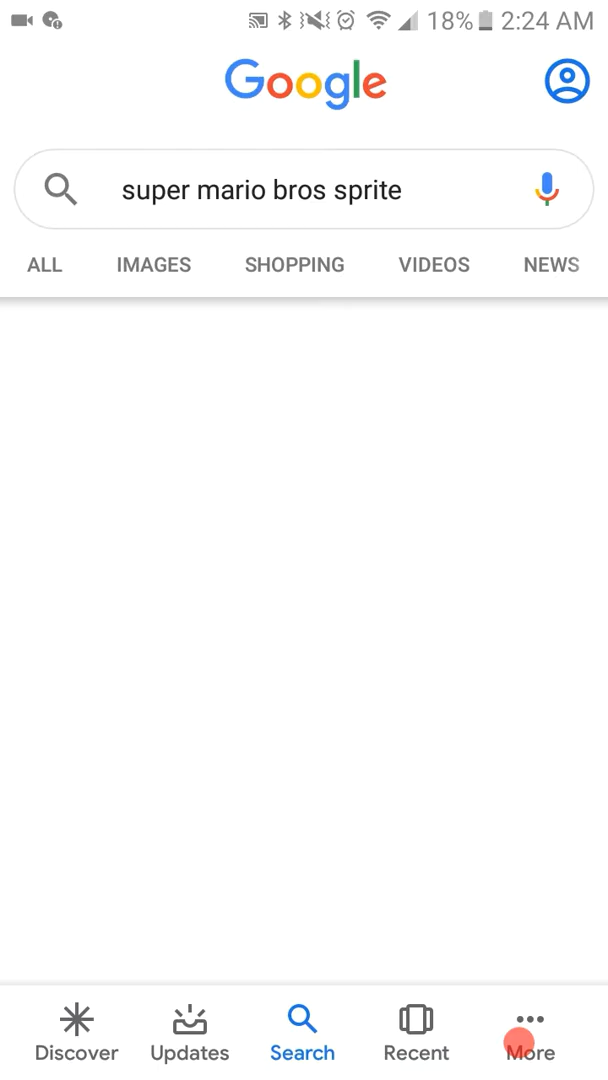 18% 2:24 AM
Google
super mario bros sprite
ALL IMAGES SHOPPING VIDEOS NEWS
Discover Updates Search Recent More